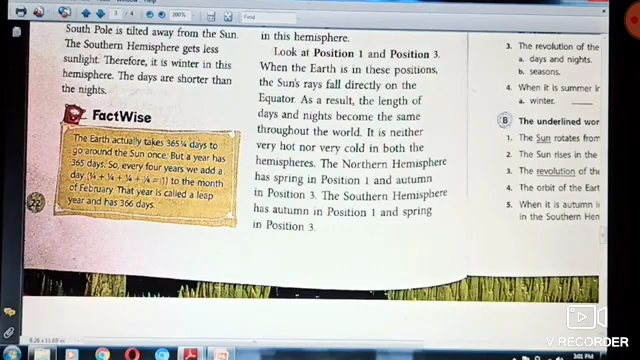 3 / 4
200%
Find
South Pole is tilted away from the Sun.
The Southern Hemisphere gets less
sunlight. Therefore, it is winter in this
hemisphere. The days are shorter than
the nights.
FactWise
The Earth actually takes 365 ¼ days to
go around the Sun once. But a year has
365 days. So, every four years we add a
day (¼ + ¼ + ¼ + ¼ = 1) to the month
of February. That year is called a leap
year and has 366 days.
22
in this hemisphere.
Look at Position 1 and Position 3.
When the Earth is in these positions,
the Sun's rays fall directly on the
Equator. As a result, the length of
days and nights become the same
throughout the world. It is neither
very hot nor very cold in both the
hemispheres. The Northern Hemisphere
has spring in Position 1 and autumn
in Position 3. The Southern Hemisphere
has autumn in Position 1 and spring
in Position 3.
3. The revolution of the
a. days and nights.
b. seasons.
4. When it is summer in
a. winter.
B The underlined wor
1. The Sun rotates from
2. The Sun rises in the
3. The revolution of the
4. The orbit of the Eart
5. When it is autumn in
in the Southern Hen
8.26 x 11.69 in
V RECORDER
3:01 PM